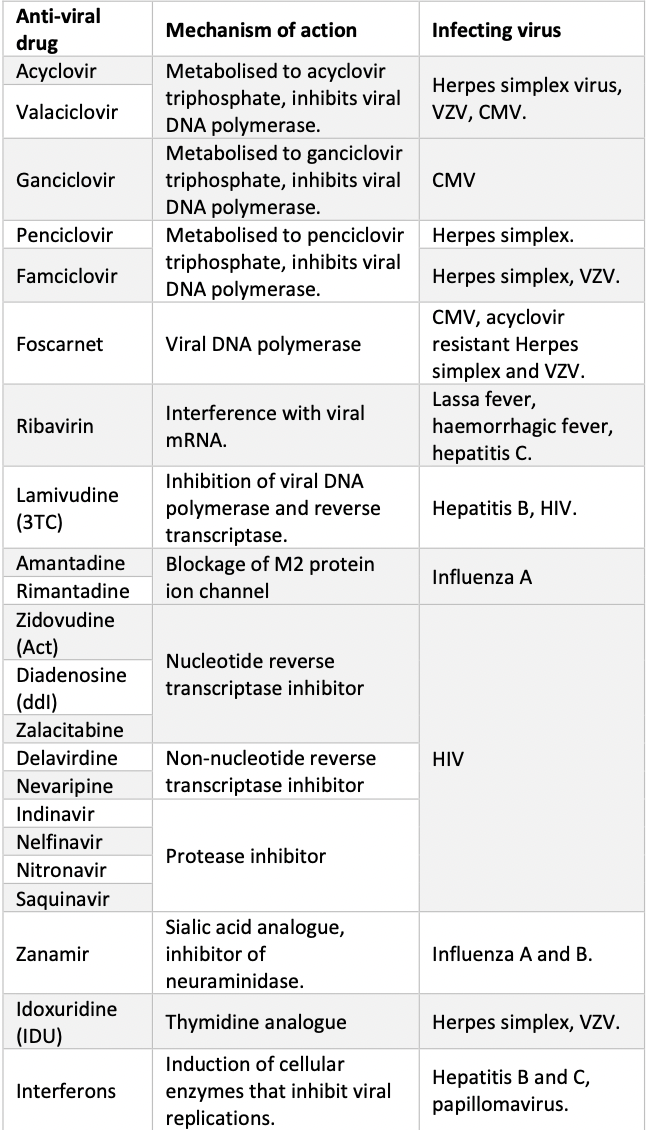 Anti-viral
drug
Mechanism of action
Infecting virus
Acyclovir
Valaciclovir
Metabolised to acyclovir
triphosphate, inhibits viral
DNA polymerase.
Herpes simplex virus,
VZV, CMV.
Ganciclovir
Metabolised to ganciclovir
triphosphate, inhibits viral
DNA polymerase.
CMV
Penciclovir
Famciclovir
Metabolised to penciclovir
triphosphate, inhibits viral
DNA polymerase.
Herpes simplex.
Herpes simplex, VZV.
Foscarnet
Viral DNA polymerase
CMV, acyclovir
resistant Herpes
simplex and VZV.
Ribavirin
Interference with viral
mRNA.
Lassa fever,
haemorrhagic fever,
hepatitis C.
Lamivudine
(3TC)
Inhibition of viral DNA
polymerase and reverse
transcriptase.
Hepatitis B, HIV.
Amantadine
Rimantadine
Blockage of M2 protein
ion channel
Influenza A
Zidovudine
(Act)
Diadenosine
(ddI)
Zalacitabine
Nucleotide reverse
transcriptase inhibitor
Delavirdine
Nevaripine
Non-nucleotide reverse
transcriptase inhibitor
HIV
Indinavir
Nelfinavir
Nitronavir
Saquinavir
Protease inhibitor
Zanamir
Sialic acid analogue,
inhibitor of
neuraminidase.
Influenza A and B.
Idoxuridine
(IDU)
Thymidine analogue
Herpes simplex, VZV.
Interferons
Induction of cellular
enzymes that inhibit viral
replications.
Hepatitis B and C,
papillomavirus.